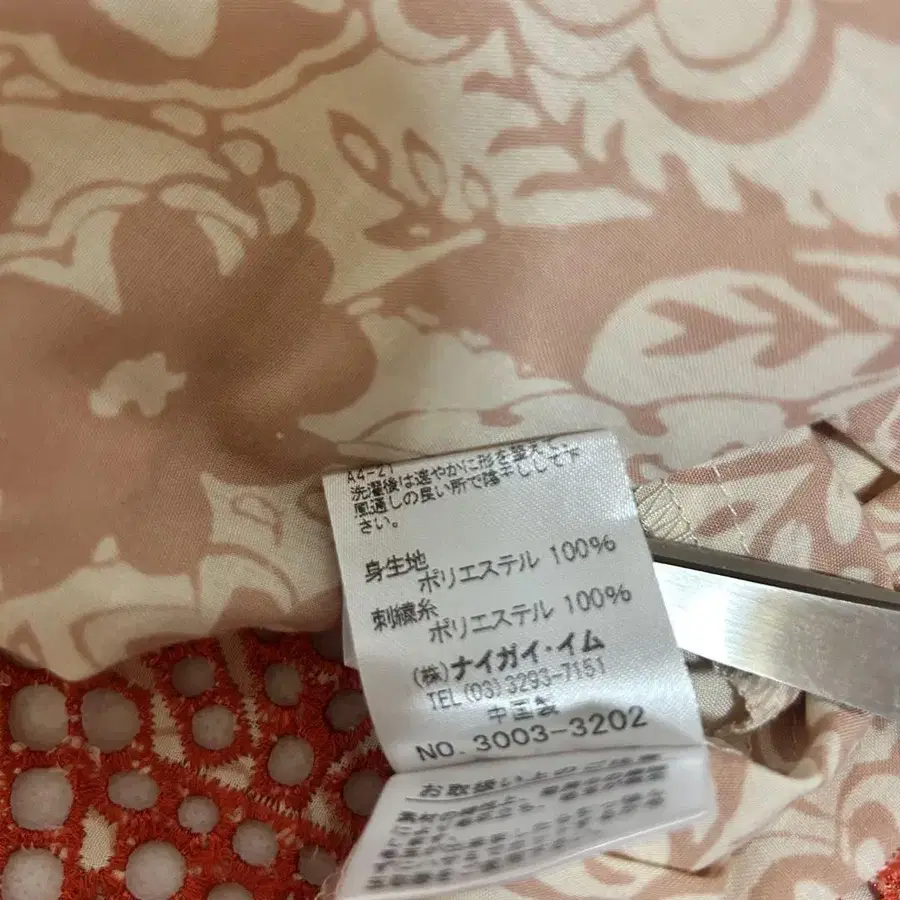 A4-21
洗濯後は速やかに形を整え、
風通しの良い所で陰干しして下
さい。
身生地
ポリエステル 100%
刺繍糸
ポリエステル 100%
(株)ナイガイ・イム
TEL (03) 3293-7151
中国製
NO. 3003-3202
お取扱い上のご注意